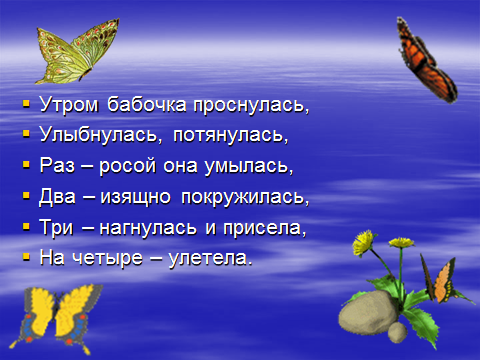 Утром бабочка проснулась,
Улыбнулась, потянулась,
Раз – росой она умылась,
Два – изящно покружилась,
Три – нагнулась и присела,
На четыре – улетела.